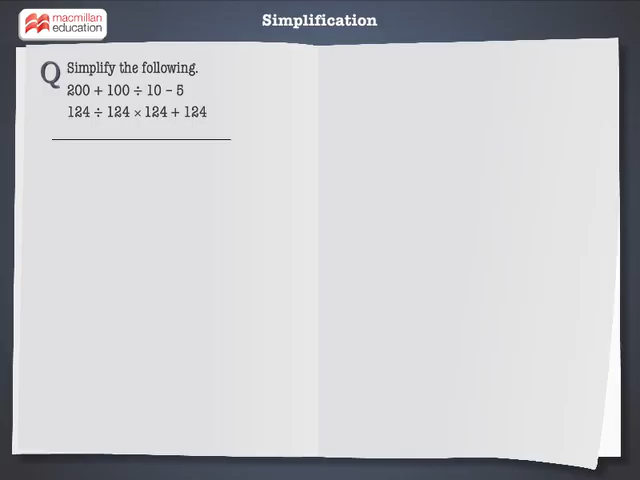 macmillan
education
Simplification
Q Simplify the following.
200 + 100 ÷ 10 – 5
124 ÷ 124 × 124 + 124